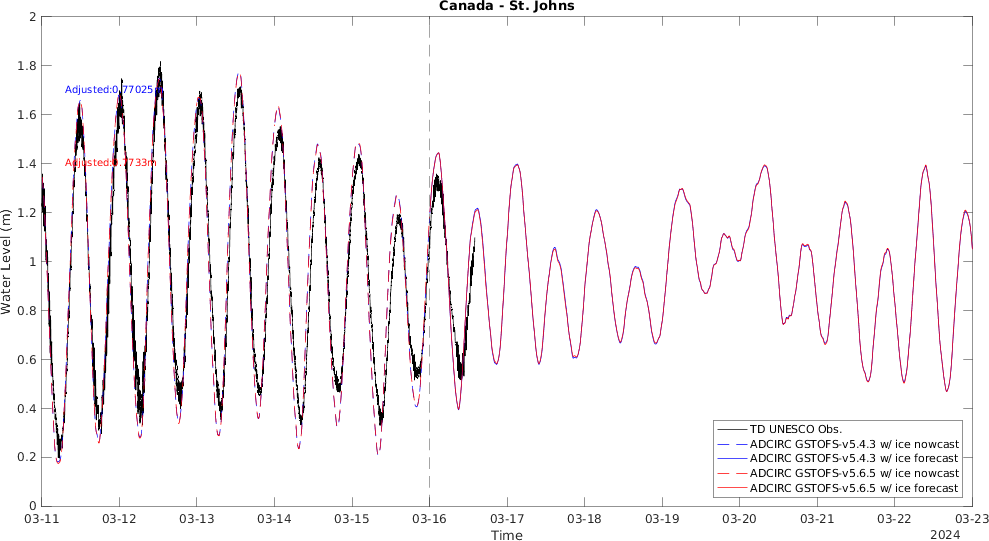 Canada - St. Johns
2
1.8
1.6
1.4
1.2
1
0.8
0.6
0.4
0.2
0
Water Level (m)
Adjusted:0.77025
Adjusted:0.7733m
TD UNESCO Obs.
ADCIRC GSTOFS-v5.4.3 w/ ice nowcast
ADCIRC GSTOFS-v5.4.3 w/ ice forecast
ADCIRC GSTOFS-v5.6.5 w/ ice nowcast
ADCIRC GSTOFS-v5.6.5 w/ ice forecast
03-11 03-12 03-13 03-14 03-15 03-16 03-17 03-18 03-19 03-20 03-21 03-22 03-23
Time
2024